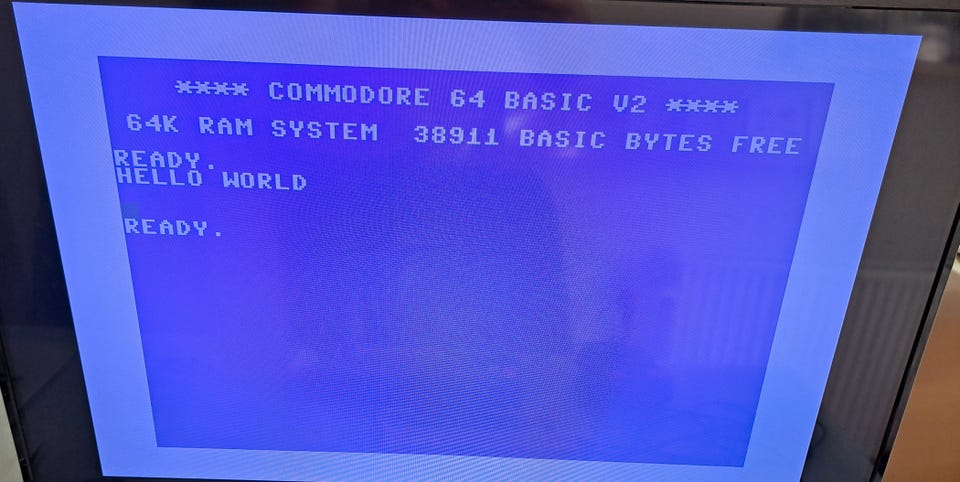 **** COMMODORE 64 BASIC V2 ****
64K RAM SYSTEM  38911 BASIC BYTES FREE
READY.
HELLO WORLD
READY.